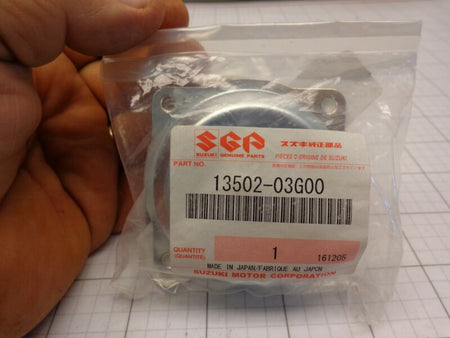 SGP スズキ純正部品
SUZUKI GENUINE PARTS PIÈCES D'ORIGINE DE SUZUKI
PART NO.
13502-03G00
QUANTITY
(QUANTITE)
1
161205
MADE IN JAPAN/FABRIQUE AU JAPON
SUZUKI MOTOR CORPORATION